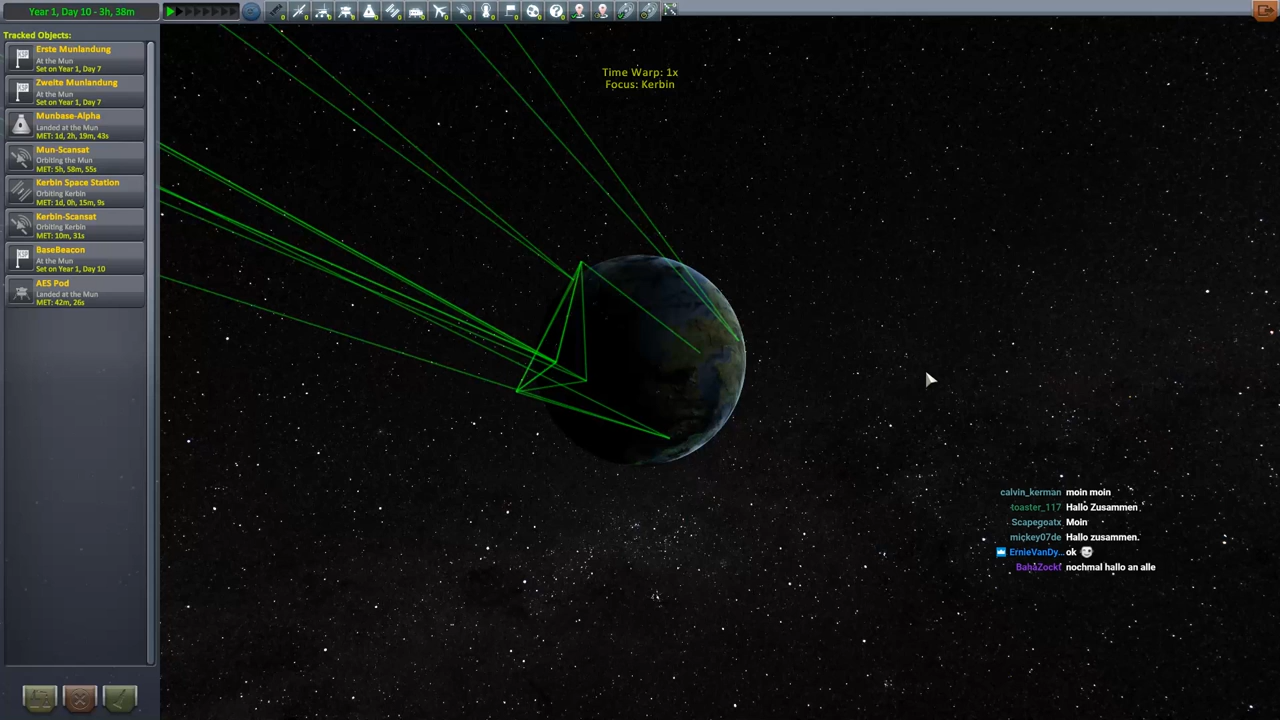 Year 1, Day 10 - 3h, 38m
Tracked Objects:
Erste Munlandung
At the Mun
Set on Year 1, Day 7
Zweite Munlandung
At the Mun
Set on Year 1, Day 7
Munbase-Alpha
Landed at the Mun
MET: 1d, 2h, 19m, 43s
Mun-Scansat
Orbiting the Mun
MET: 5h, 58m, 55s
Kerbin Space Station
Orbiting Kerbin
MET: 1d, 0h, 15m, 9s
Kerbin-Scansat
Orbiting Kerbin
MET: 10m, 31s
BaseBeacon
At the Mun
Set on Year 1, Day 10
AES Pod
Landed at the Mun
MET: 42m, 26s
Time Warp: 1x
Focus: Kerbin
calvin_kerman moin moin
toaster_117 Hallo Zusammen
Scapegoatx Moin
mickey07de Hallo zusammen.
ErnieVanDy... ok
BahaZockt nochmal hallo an alle